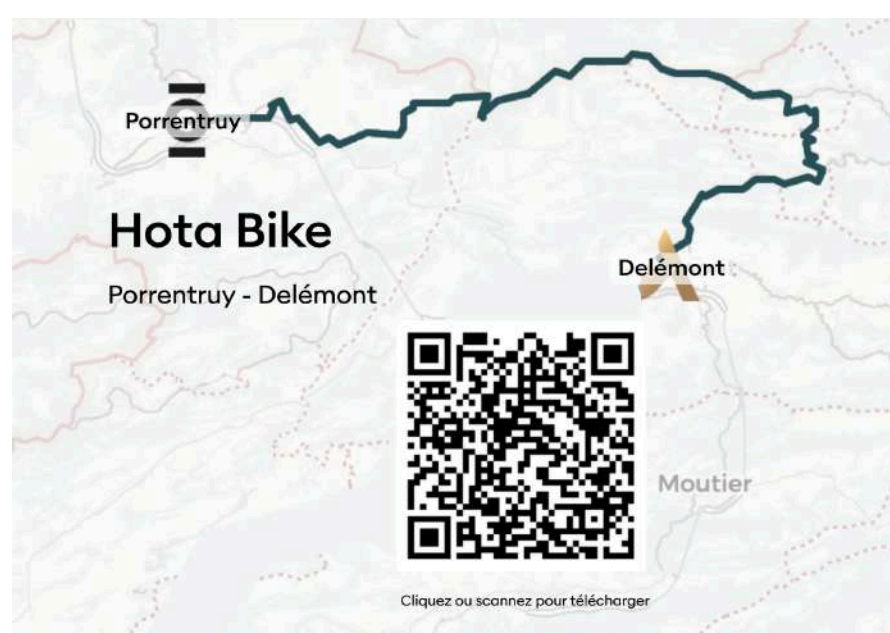 Porrentruy
Hota Bike
Porrentruy - Delémont
Delémont
Moutier
Cliquez ou scannez pour télécharger